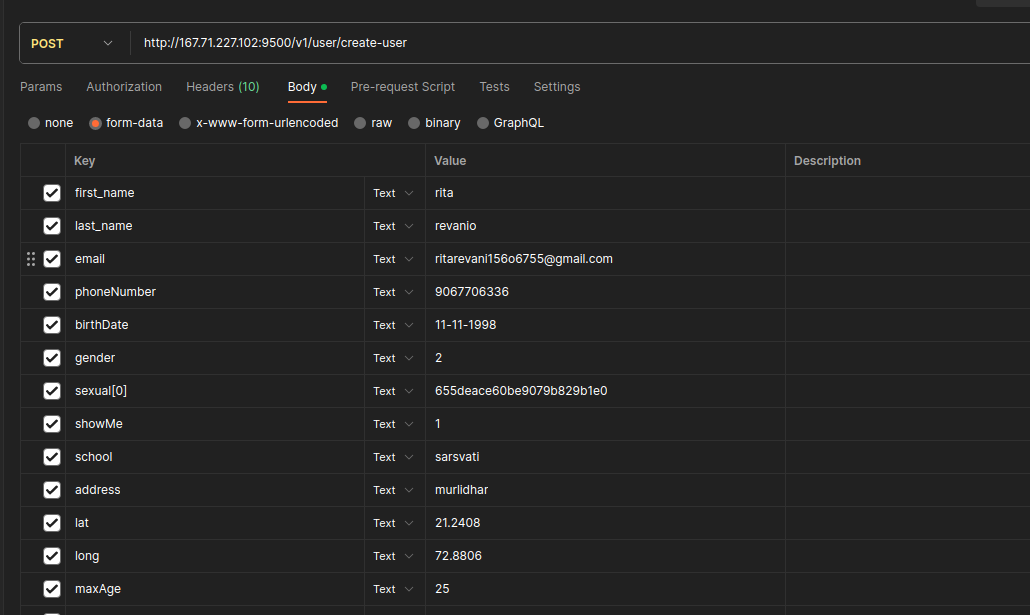 POST http://167.71.227.102:9500/v1/user/create-user
Params Authorization Headers (10) Body Pre-request Script Tests Settings
none form-data x-www-form-urlencoded raw binary GraphQL
Key Value Description
first_name Text rita
last_name Text revanio
email Text ritarevani156o6755@gmail.com
phoneNumber Text 9067706336
birthDate Text 11-11-1998
gender Text 2
sexual[0] Text 655deace60be9079b829b1e0
showMe Text 1
school Text sarsvati
address Text murlidhar
lat Text 21.2408
long Text 72.8806
maxAge Text 25